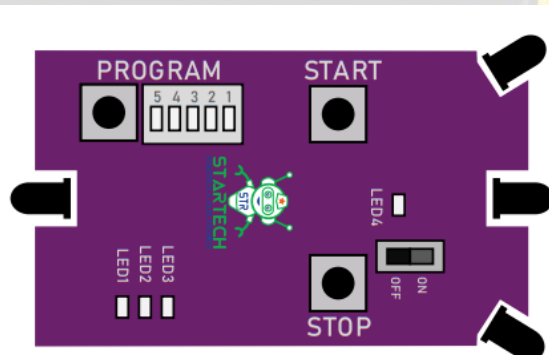 PROGRAM
START
5 4 3 2 1
STARTECH
STR
LED4
OFF
ON
LED1
LED2
LED3
STOP